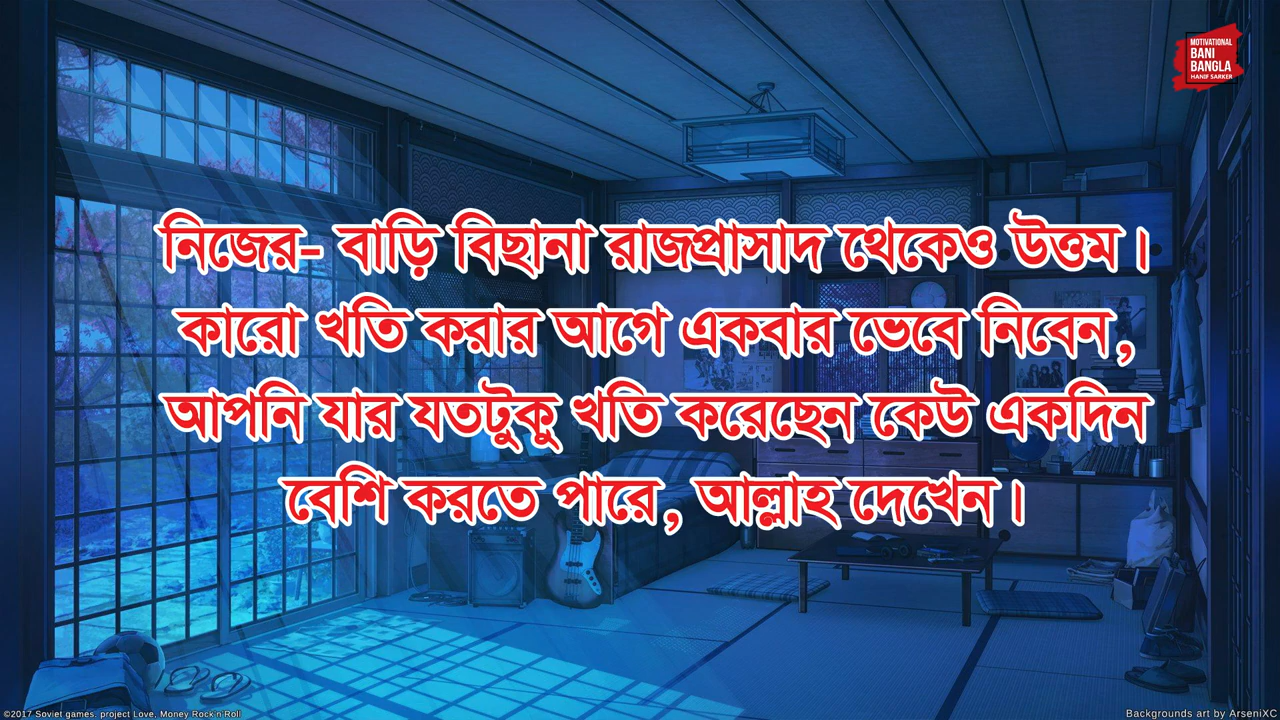 MOTIVATIONAL
BANI
BANGLA
HANIF SARKER
নিজের- বাড়ি বিছানা রাজপ্রাসাদ থেকেও উত্তম।
কারো খতি করার আগে একবার ভেবে নিবেন,
আপনি যার যতটুকু খতি করেছেন কেউ একদিন
বেশি করতে পারে, আল্লাহ দেখেন।
©2017 Soviet games. project Love, Money Rock'n'Roll
Backgrounds art by ArseniXC